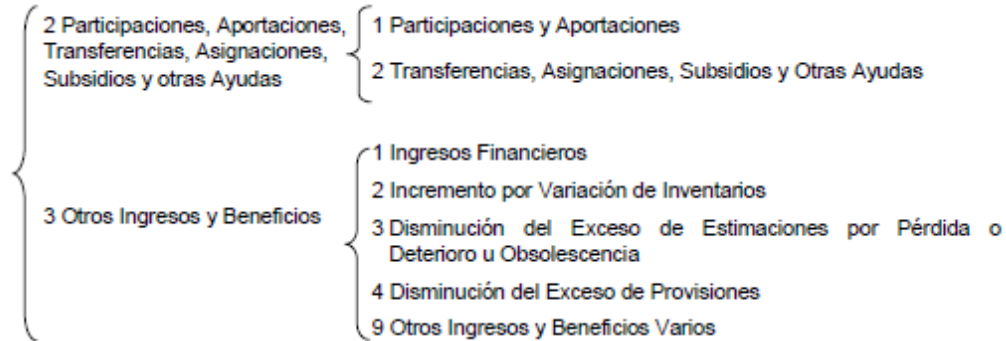 2 Participaciones, Aportaciones,
Transferencias, Asignaciones,
Subsidios y otras Ayudas
1 Participaciones y Aportaciones
2 Transferencias, Asignaciones, Subsidios y Otras Ayudas
3 Otros Ingresos y Beneficios
1 Ingresos Financieros
2 Incremento por Variación de Inventarios
3 Disminución del Exceso de Estimaciones por Pérdida o
Deterioro u Obsolescencia
4 Disminución del Exceso de Provisiones
9 Otros Ingresos y Beneficios Varios